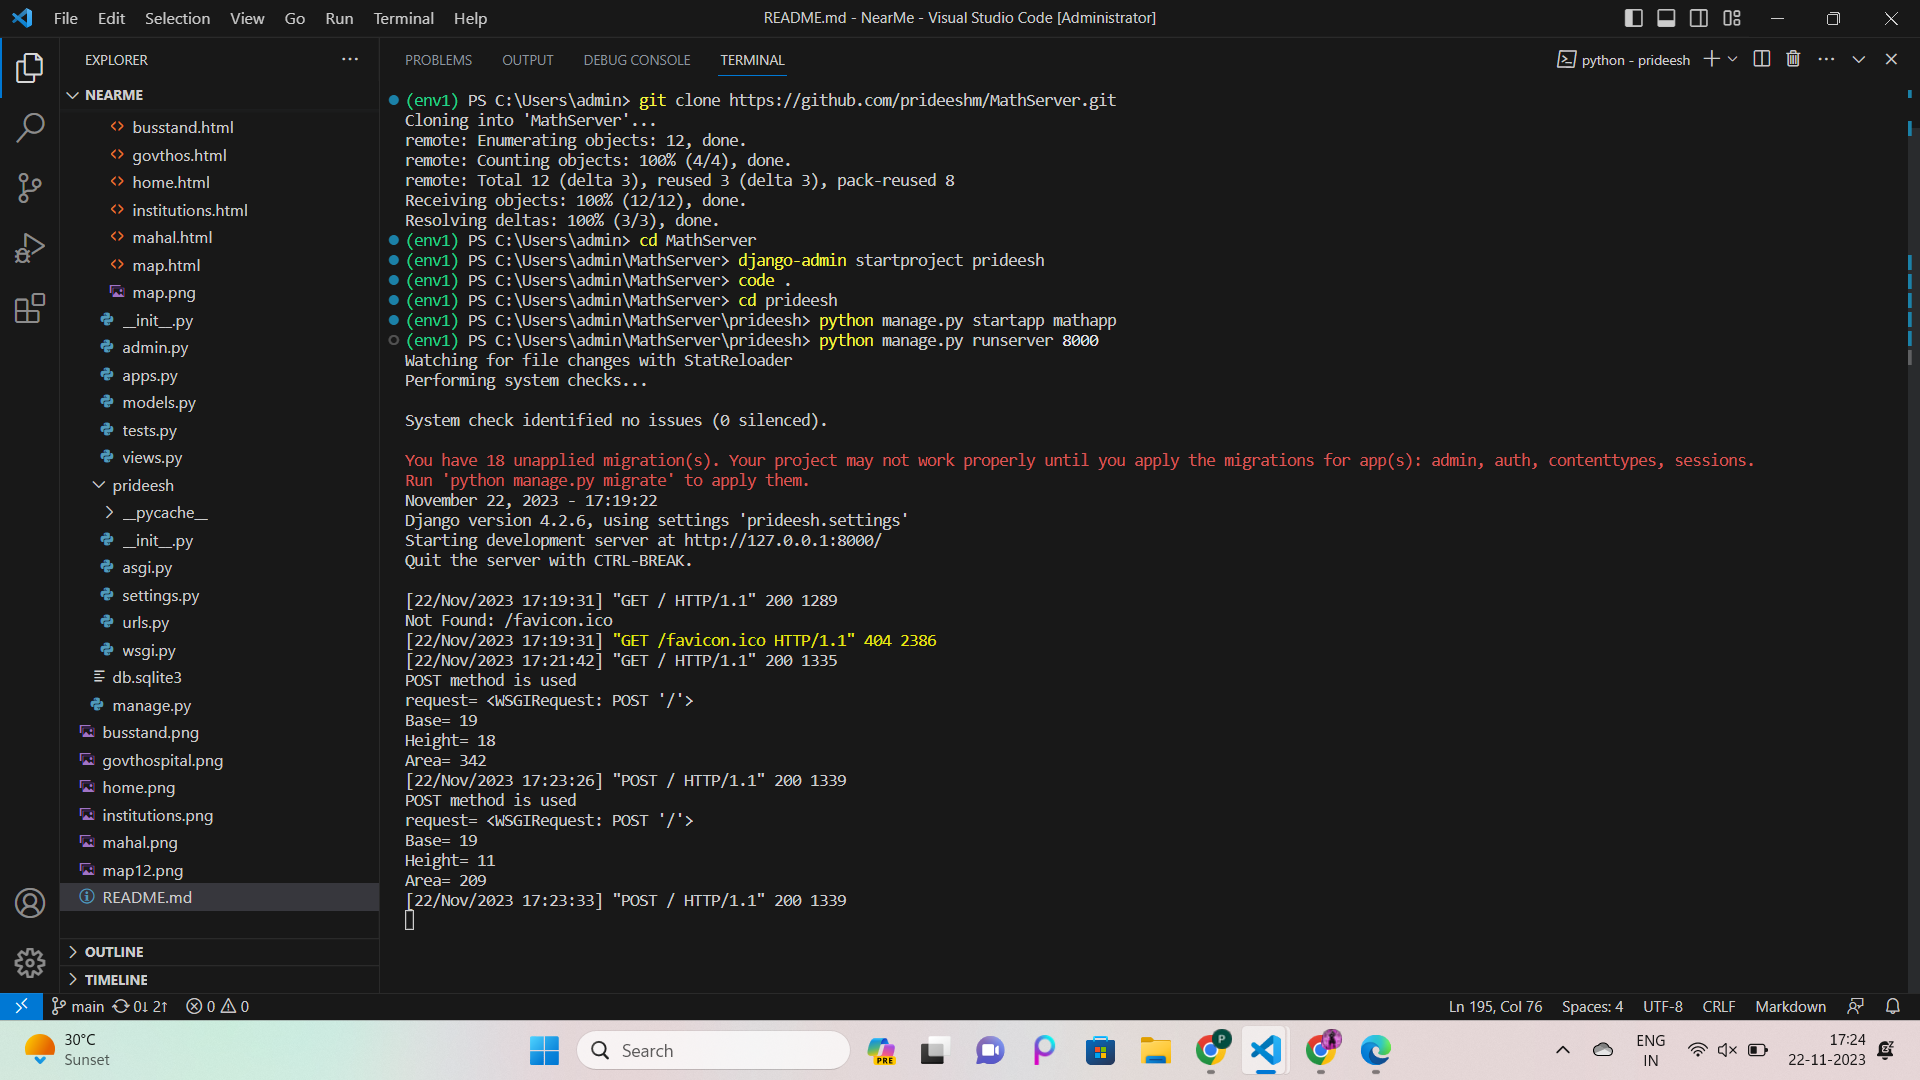 File Edit Selection View Go Run Terminal Help
README.md - NearMe - Visual Studio Code [Administrator]
EXPLORER
NEARME
busstand.html
govthos.html
home.html
institutions.html
mahal.html
map.html
map.png
__init__.py
admin.py
apps.py
models.py
tests.py
views.py
prideesh
__pycache__
__init__.py
asgi.py
settings.py
urls.py
wsgi.py
db.sqlite3
manage.py
busstand.png
govthospital.png
home.png
institutions.png
mahal.png
map12.png
README.md
OUTLINE
TIMELINE
PROBLEMS OUTPUT DEBUG CONSOLE TERMINAL
python - prideesh
(env1) PS C:\Users\admin> git clone https://github.com/prideeshm/MathServer.git
Cloning into 'MathServer'...
remote: Enumerating objects: 12, done.
remote: Counting objects: 100% (4/4), done.
remote: Total 12 (delta 3), reused 3 (delta 3), pack-reused 8
Receiving objects: 100% (12/12), done.
Resolving deltas: 100% (3/3), done.
(env1) PS C:\Users\admin> cd MathServer
(env1) PS C:\Users\admin\MathServer> django-admin startproject prideesh
(env1) PS C:\Users\admin\MathServer> code .
(env1) PS C:\Users\admin\MathServer> cd prideesh
(env1) PS C:\Users\admin\MathServer\prideesh> python manage.py startapp mathapp
(env1) PS C:\Users\admin\MathServer\prideesh> python manage.py runserver 8000
Watching for file changes with StatReloader
Performing system checks...
System check identified no issues (0 silenced).
You have 18 unapplied migration(s). Your project may not work properly until you apply the migrations for app(s): admin, auth, contenttypes, sessions.
Run 'python manage.py migrate' to apply them.
November 22, 2023 - 17:19:22
Django version 4.2.6, using settings 'prideesh.settings'
Starting development server at http://127.0.0.1:8000/
Quit the server with CTRL-BREAK.
[22/Nov/2023 17:19:31] "GET / HTTP/1.1" 200 1289
Not Found: /favicon.ico
[22/Nov/2023 17:19:31] "GET /favicon.ico HTTP/1.1" 404 2386
[22/Nov/2023 17:21:42] "GET / HTTP/1.1" 200 1335
POST method is used
request= <WSGIRequest: POST '/'>
Base= 19
Height= 18
Area= 342
[22/Nov/2023 17:23:26] "POST / HTTP/1.1" 200 1339
POST method is used
request= <WSGIRequest: POST '/'>
Base= 19
Height= 11
Area= 209
[22/Nov/2023 17:23:33] "POST / HTTP/1.1" 200 1339
main 0↓ 2↑ 0 0
Ln 195, Col 76 Spaces: 4 UTF-8 CRLF Markdown
30°C
Sunset
Search
PRE
P
ENG
IN
17:24
22-11-2023